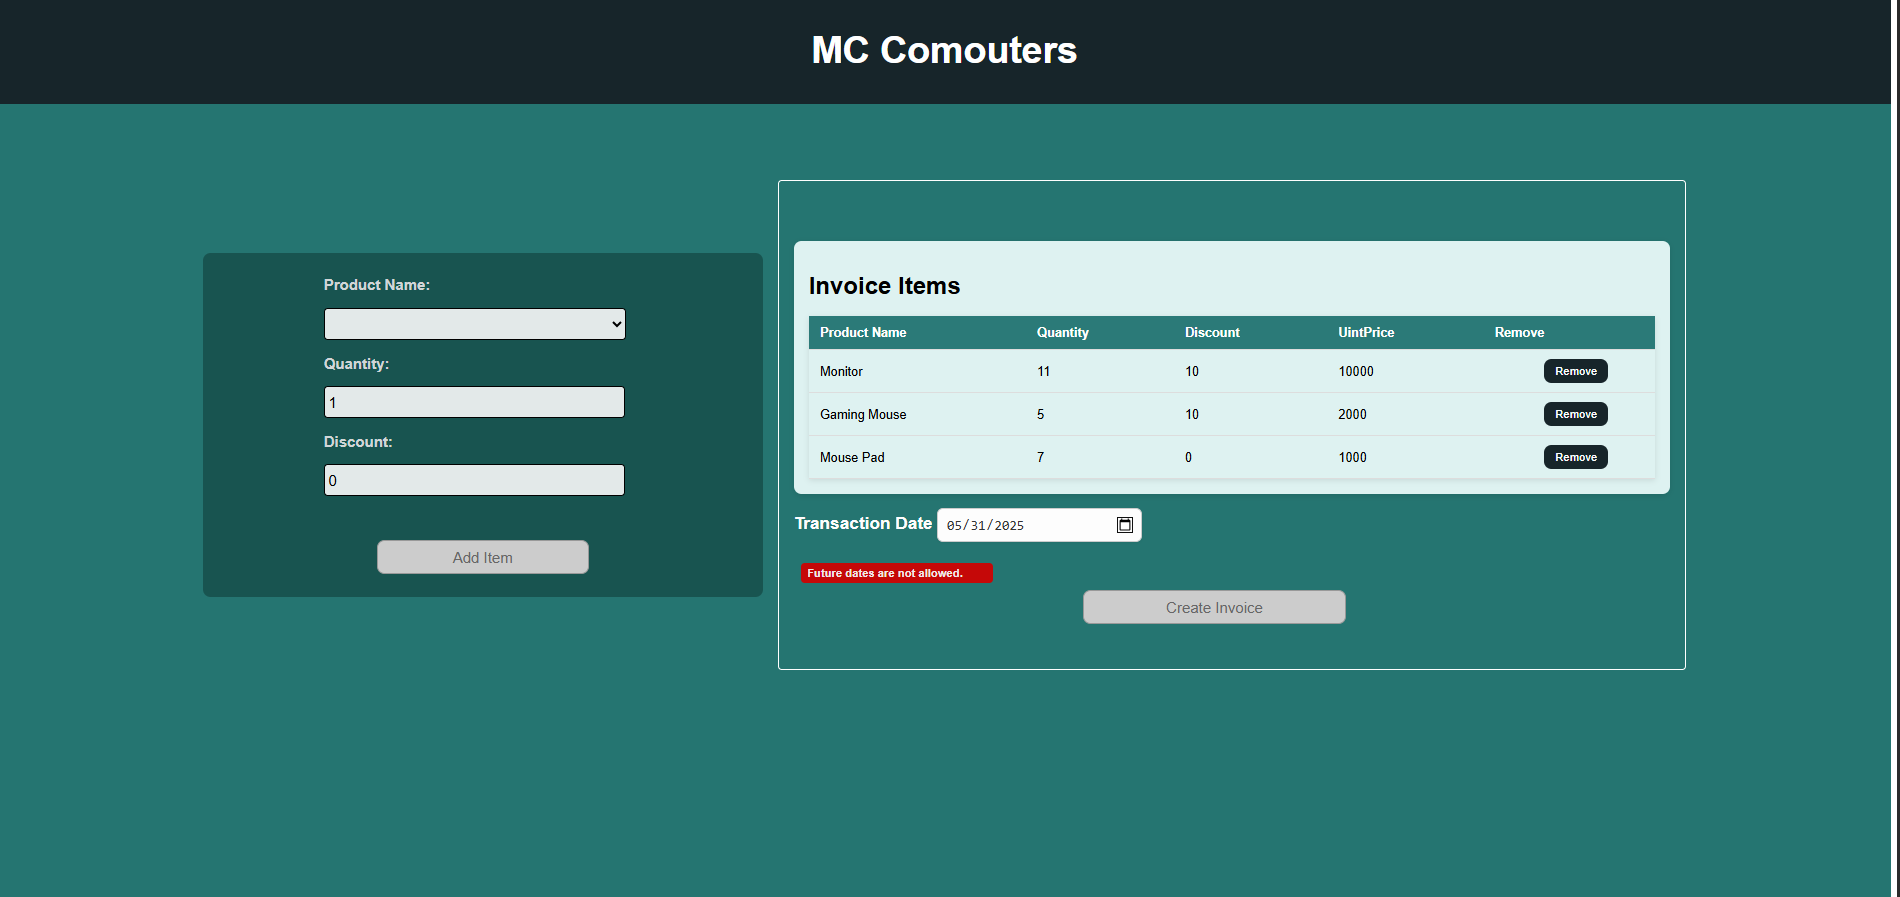 MC Comouters
Product Name:
Quantity:
1
Discount:
0
Add Item
Invoice Items
Product Name Quantity Discount UintPrice Remove
Monitor 11 10 10000 Remove
Gaming Mouse 5 10 2000 Remove
Mouse Pad 7 0 1000 Remove
Transaction Date 05/31/2025
Future dates are not allowed.
Create Invoice